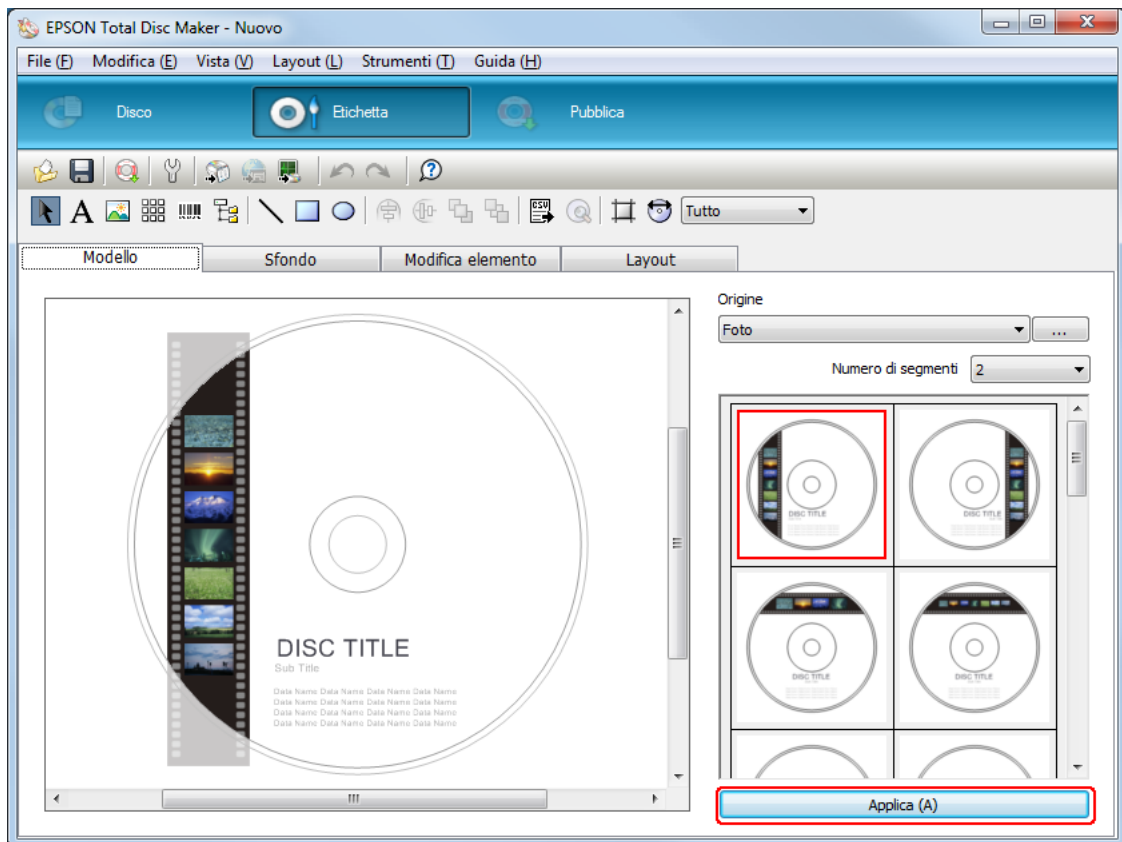 EPSON Total Disc Maker - Nuovo
File (F) Modifica (E) Vista (V) Layout (L) Strumenti (T) Guida (H)
Disco Etichetta Pubblica
A CSV Tutto
Modello Sfondo Modifica elemento Layout
Origine
Foto ...
Numero di segmenti 2
DISC TITLE DISC TITLE
DISC TITLE
Sub Title
DISC TITLE DISC TITLE
Data Name Data Name Data Name Data Name
Data Name Data Name Data Name Data Name
Data Name Data Name Data Name Data Name
Data Name Data Name Data Name Data Name
Applica (A)